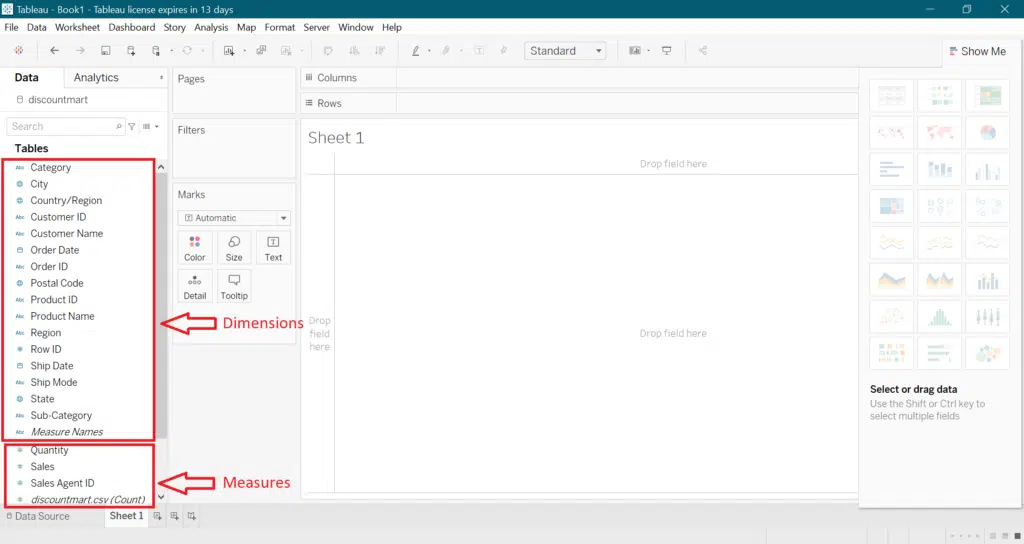 Tableau - Book1 - Tableau license expires in 13 days
File Data Worksheet Dashboard Story Analysis Map Format Server Window Help
Standard
Show Me
Data Analytics
discountmart
Search
Tables
Abc Category
City
Country/Region
Abc Customer ID
Abc Customer Name
Order Date
Abc Order ID
Postal Code
Abc Product ID
Abc Product Name
Abc Region
Row ID
Ship Date
Abc Ship Mode
State
Abc Sub-Category
Abc Measure Names
Quantity
Sales
Sales Agent ID
discountmart.csv (Count)
Dimensions
Measures
Pages
Filters
Marks
Automatic
Color Size Text
Detail Tooltip
Columns
Rows
Sheet 1
Drop field here
Drop
field
here
Drop field here
Select or drag data
Use the Shift or Ctrl key to
select multiple fields
Data Source Sheet 1